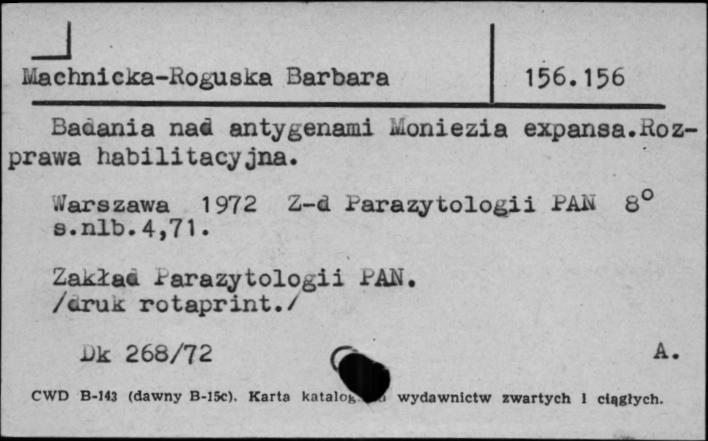 Machnicka-Roguska Barbara 156.156
Badania nad antygenami Moniezia expansa.Roz-
prawa habilitacyjna.
Warszawa 1972 Z-d Parazytologii PAN 8°
s.nlb.4,71.
Zakład Parazytologii PAN.
/druk rotaprint./
Dk 268/72 A.
CWD B-143 (dawny B-15c). Karta katalog. wydawnictw zwartych i ciągłych.